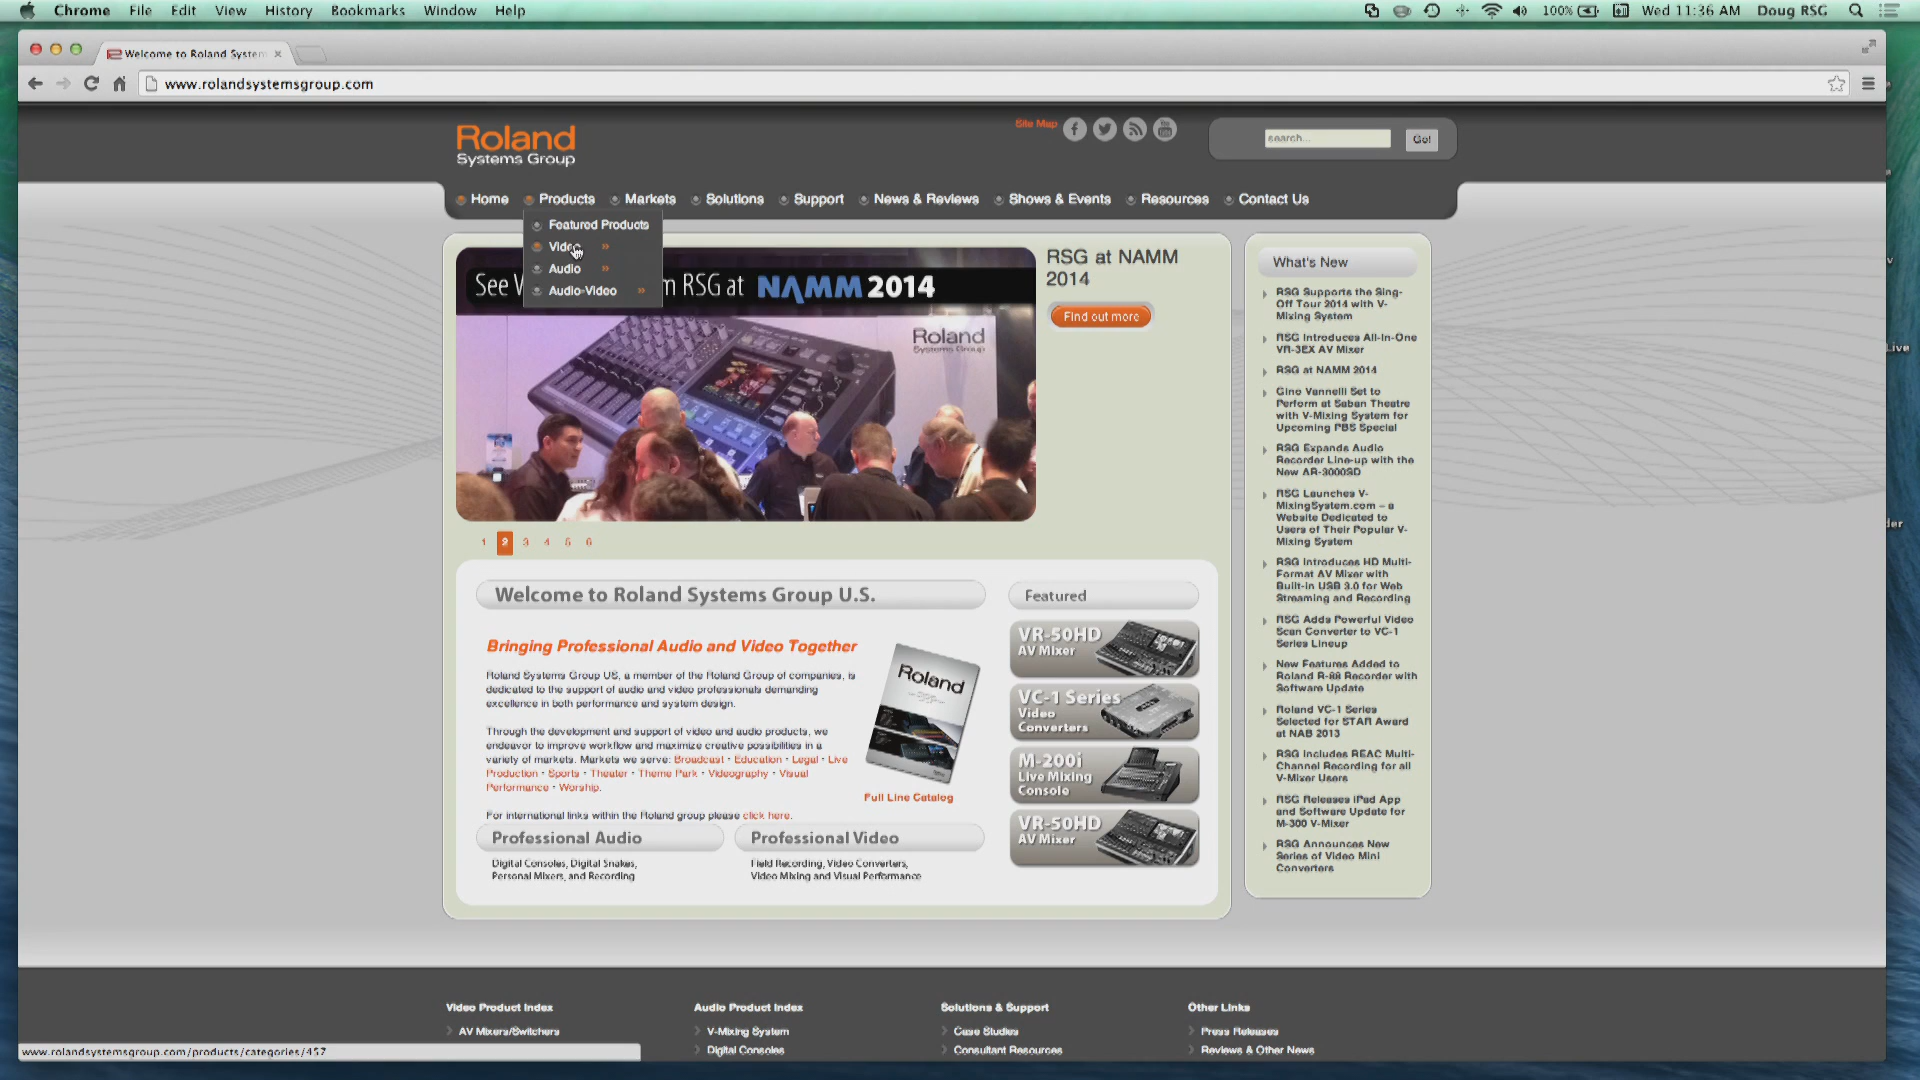 Chrome File Edit View History Bookmarks Window Help 100% Wed 11:36 AM Doug RSG
Welcome to Roland System
www.rolandsystemsgroup.com
Roland
Systems Group
Site Map
search...
Go!
Home Products Markets Solutions Support News & Reviews Shows & Events Resources Contact Us
Featured Products
Video »
Audio »
Audio-Video »
See m RSG at NAMM 2014
Roland
Systems Group
RSG at NAMM
2014
Find out more
1 2 3 4 5 6
Welcome to Roland Systems Group U.S.
Bringing Professional Audio and Video Together
Roland Systems Group US, a member of the Roland Group of companies, is
dedicated to the support of audio and video professionals demanding
excellence in both performance and system design.
Through the development and support of video and audio products, we
endeavor to improve workflow and maximize creative possibilities in a
variety of markets. Markets we serve: Broadcast · Education · Legal · Live
Production · Sports · Theater · Theme Park · Videography · Visual
Performance · Worship.
For international links within the Roland group please click here.
Roland
Full Line Catalog
Professional Audio
Digital Consoles, Digital Snakes,
Personal Mixers, and Recording
Professional Video
Field Recording, Video Converters,
Video Mixing and Visual Performance
Featured
VR-50HD
AV Mixer
VC-1 Series
Video
Converters
M-200i
Live Mixing
Console
VR-50HD
AV Mixer
What's New
RSG Supports the Sing-
Off Tour 2014 with V-
Mixing System
RSG Introduces All-In-One
VR-3EX AV Mixer
RSG at NAMM 2014
Gino Vannelli Set to
Perform at Saban Theatre
with V-Mixing System for
Upcoming PBS Special
RSG Expands Audio
Recorder Line-up with the
New AR-3000SD
RSG Launches V-
MixingSystem.com – a
Website Dedicated to
Users of Their Popular V-
Mixing System
RSG Introduces HD Multi-
Format AV Mixer with
Built-in USB 3.0 for Web
Streaming and Recording
RSG Adds Powerful Video
Scan Converter to VC-1
Series Lineup
New Features Added to
Roland R-88 Recorder with
Software Update
Roland VC-1 Series
Selected for STAR Award
at NAB 2013
RSG Includes REAC Multi-
Channel Recording for all
V-Mixer Users
RSG Releases iPad App
and Software Update for
M-300 V-Mixer
RSG Announces New
Series of Video Mini
Converters
Live
der
Video Product Index
AV Mixers/Switchers
Audio Product Index
V-Mixing System
Digital Consoles
Solutions & Support
Case Studies
Consultant Resources
Other Links
Press Releases
Reviews & Other News
www.rolandsystemsgroup.com/products/categories/457